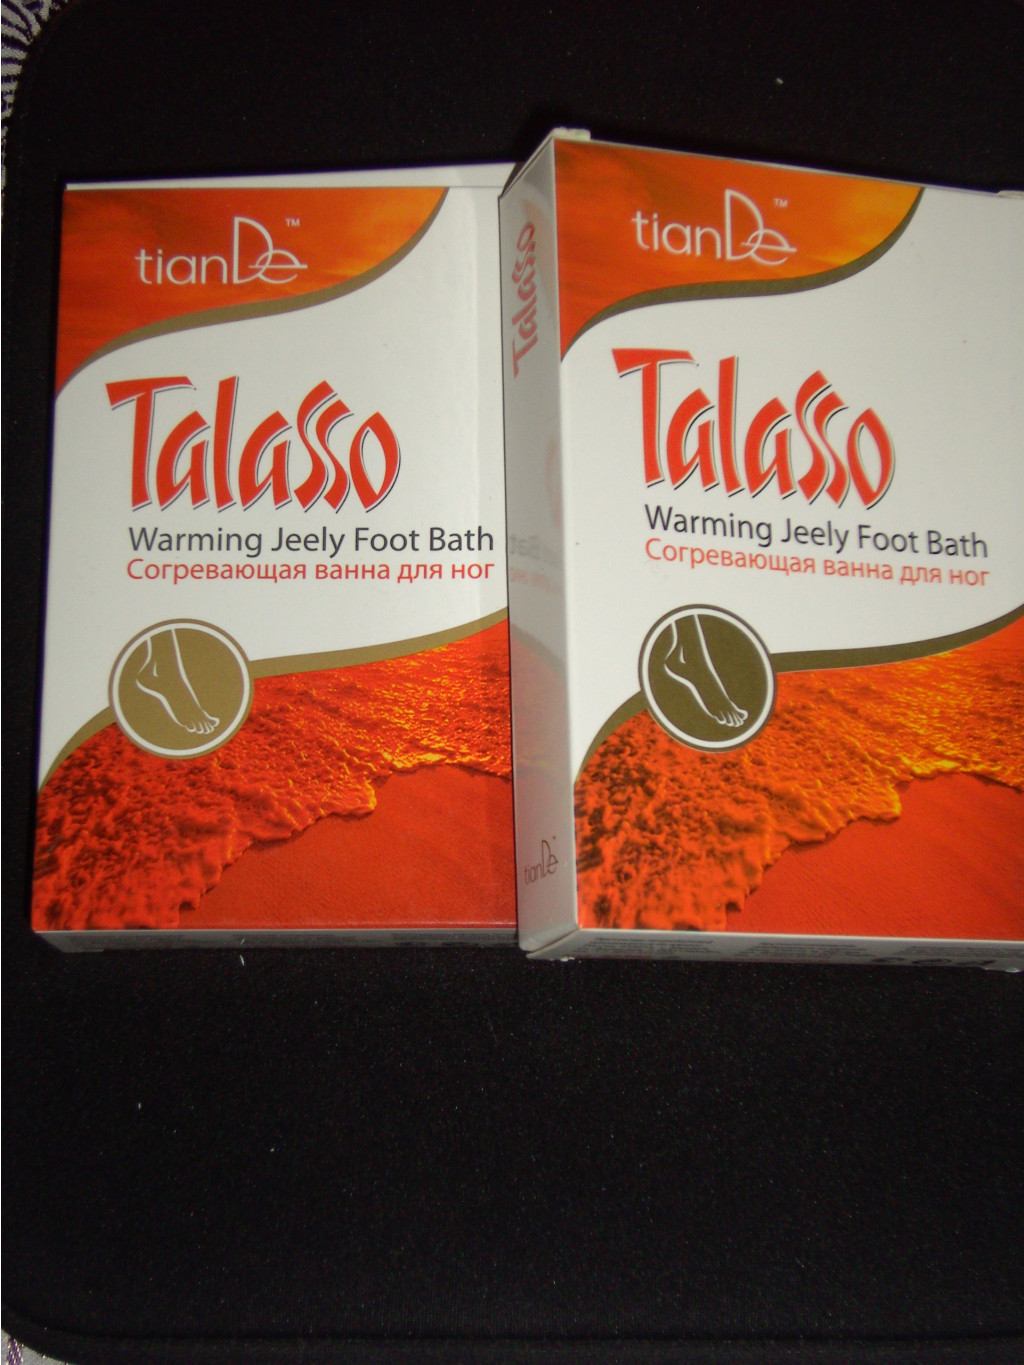 tianDe™
Talasso
Warming Jeely Foot Bath
Согревающая ванна для ног
Talasso
tianDe
tianDe™
Talasso
Warming Jeely Foot Bath
Согревающая ванна для ног